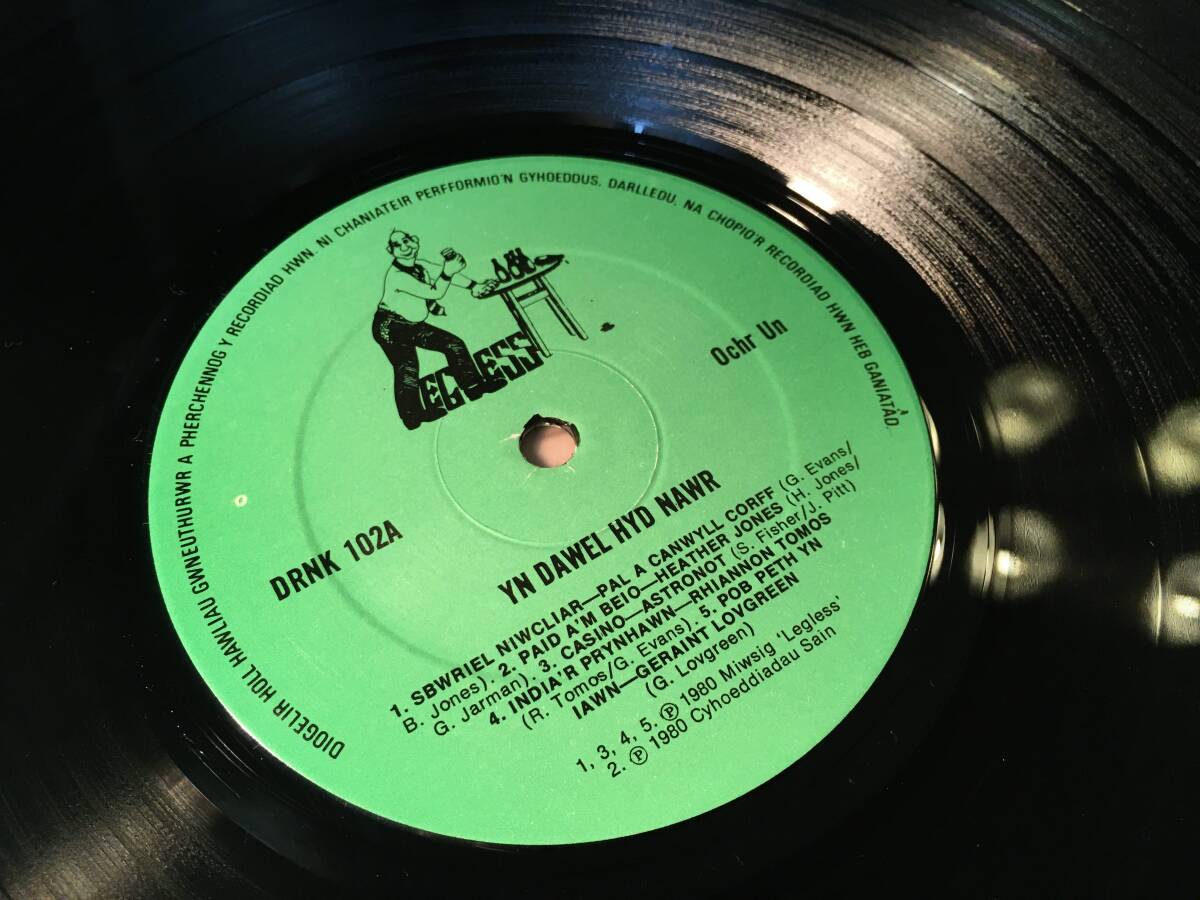 DIOGELIR HOLL HAWLIAU GWNEUTHURWR A PHERCHENNOG Y RECORDIAD HWN. NI CHANIATEIR PERFFORMIO'N GYHOEDDUS, DARLLEDU, NA CHOPIO'R RECORDIAD HWN HEB GANIATÂD.
LEGLESS
Ochr Un
DRNK 102A
YN DAWEL HYD NAWR
1. SBWRIEL NIWCLIAR—PAL A CANWYLL CORFF (G. Evans/
B. Jones). 2. PAID A'M BEIO—HEATHER JONES (H. Jones/
G. Jarman). 3. CASINO—ASTRONOT (S. Fisher/J. Pitt)
4. INDIA'R PRYNHAWN—RHIANNON TOMOS
(R. Tomos/G. Evans). 5. POB PETH YN
IAWN—GERAINT LOVGREEN
(G. Lovgreen)
1, 3, 4, 5. ℗ 1980 Miwsig 'Legless'
2. ℗ 1980 Cyhoeddiadau Sain